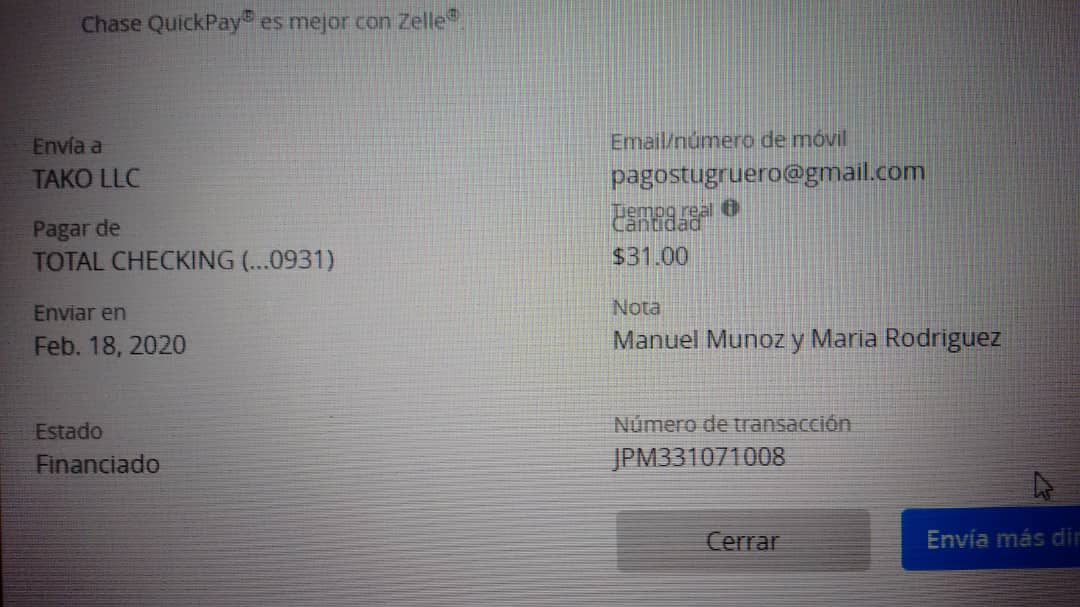 Chase QuickPay® es mejor con Zelle®.
Envía a
TAKO LLC
Email/número de móvil
pagostugruero@gmail.com
Pagar de
TOTAL CHECKING (...0931)
Tiempo real
Cantidad
$31.00
Enviar en
Feb. 18, 2020
Nota
Manuel Munoz y Maria Rodriguez
Estado
Financiado
Número de transacción
JPM331071008
Cerrar
Envía más